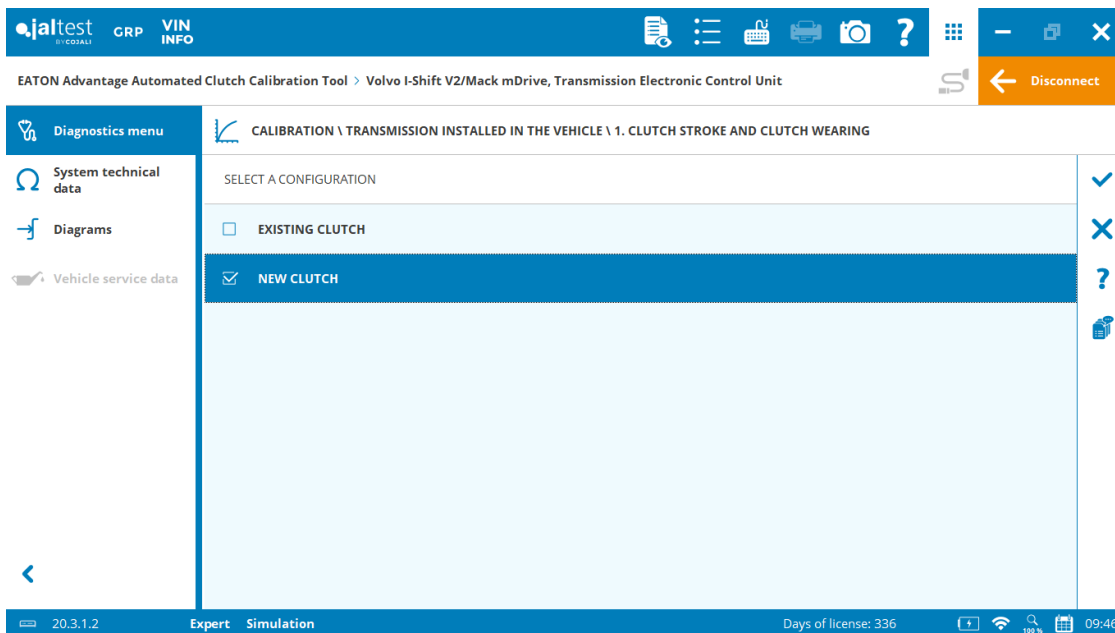 jaltest
BY COJALI
GRP
VIN
INFO
?
EATON Advantage Automated Clutch Calibration Tool > Volvo I-Shift V2/Mack mDrive, Transmission Electronic Control Unit
Disconnect
Diagnostics menu
CALIBRATION \ TRANSMISSION INSTALLED IN THE VEHICLE \ 1. CLUTCH STROKE AND CLUTCH WEARING
System technical
data
SELECT A CONFIGURATION
Diagrams
EXISTING CLUTCH
Vehicle service data
NEW CLUTCH
?
20.3.1.2
Expert
Simulation
Days of license: 336
100 %
09:46